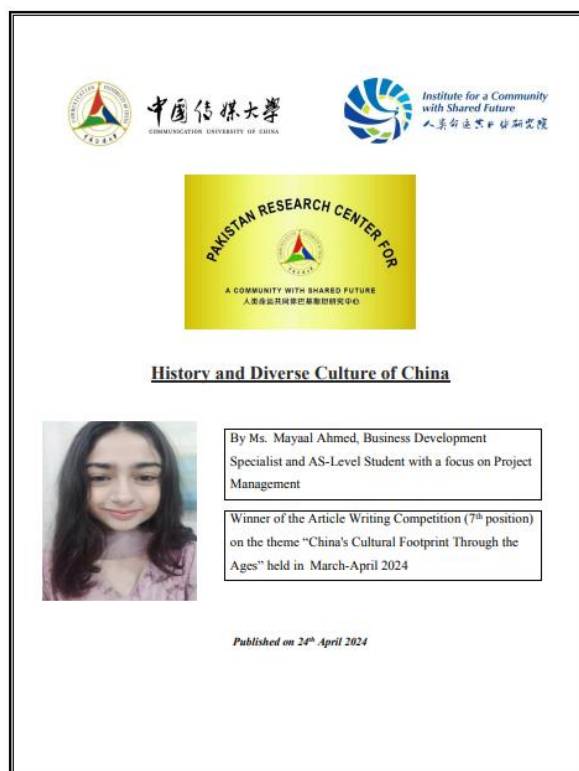 中国传媒大学
COMMUNICATION UNIVERSITY OF CHINA
Institute for a Community
with Shared Future
人类命运共同体研究院
PAKISTAN RESEARCH CENTER FOR
A COMMUNITY WITH SHARED FUTURE
人类命运共同体巴基斯坦研究中心
History and Diverse Culture of China
By Ms. Mayaal Ahmed, Business Development
Specialist and AS-Level Student with a focus on Project
Management
Winner of the Article Writing Competition (7th position)
on the theme “China's Cultural Footprint Through the
Ages” held in March-April 2024
Published on 24th April 2024